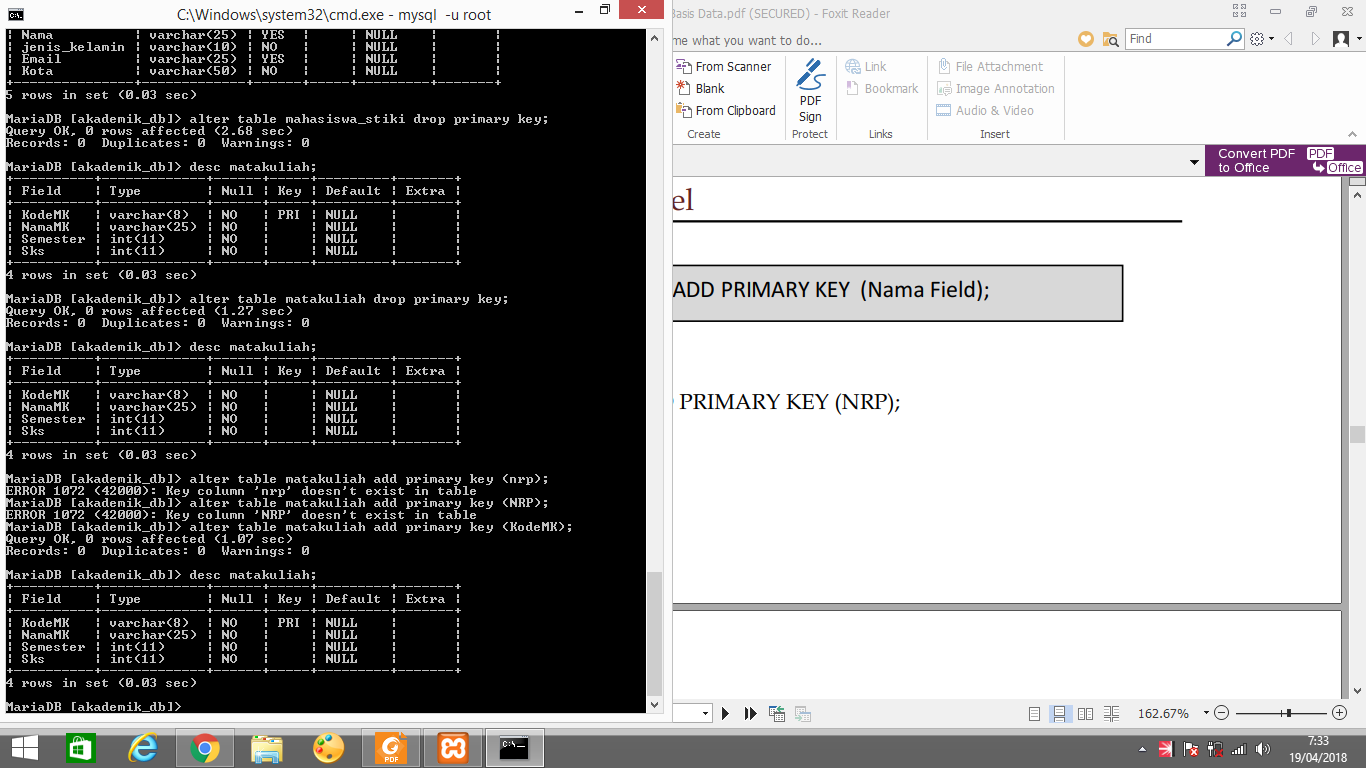 C:\Windows\system32\cmd.exe - mysql  -u root
| Nama          | varchar(25) | YES  |     | NULL    |       |
| jenis_kelamin | varchar(10) | NO   |     | NULL    |       |
| Email         | varchar(25) | YES  |     | NULL    |       |
| Kota          | varchar(50) | NO   |     | NULL    |       |
+---------------+-------------+------+-----+---------+-------+
5 rows in set (0.03 sec)
MariaDB [akademik_db]> alter table mahasiswa_stiki drop primary key;
Query OK, 0 rows affected (2.68 sec)
Records: 0  Duplicates: 0  Warnings: 0
MariaDB [akademik_db]> desc matakuliah;
+----------+-------------+------+-----+---------+-------+
| Field    | Type        | Null | Key | Default | Extra |
+----------+-------------+------+-----+---------+-------+
| KodeMK   | varchar(8)  | NO   | PRI | NULL    |       |
| NamaMK   | varchar(25) | NO   |     | NULL    |       |
| Semester | int(11)     | NO   |     | NULL    |       |
| Sks      | int(11)     | NO   |     | NULL    |       |
+----------+-------------+------+-----+---------+-------+
4 rows in set (0.03 sec)
MariaDB [akademik_db]> alter table matakuliah drop primary key;
Query OK, 0 rows affected (1.27 sec)
Records: 0  Duplicates: 0  Warnings: 0
MariaDB [akademik_db]> desc matakuliah;
+----------+-------------+------+-----+---------+-------+
| Field    | Type        | Null | Key | Default | Extra |
+----------+-------------+------+-----+---------+-------+
| KodeMK   | varchar(8)  | NO   |     | NULL    |       |
| NamaMK   | varchar(25) | NO   |     | NULL    |       |
| Semester | int(11)     | NO   |     | NULL    |       |
| Sks      | int(11)     | NO   |     | NULL    |       |
+----------+-------------+------+-----+---------+-------+
4 rows in set (0.03 sec)
MariaDB [akademik_db]> alter table matakuliah add primary key (nrp);
ERROR 1072 (42000): Key column 'nrp' doesn't exist in table
MariaDB [akademik_db]> alter table matakuliah add primary key (NRP);
ERROR 1072 (42000): Key column 'NRP' doesn't exist in table
MariaDB [akademik_db]> alter table matakuliah add primary key (KodeMK);
Query OK, 0 rows affected (1.07 sec)
Records: 0  Duplicates: 0  Warnings: 0
MariaDB [akademik_db]> desc matakuliah;
+----------+-------------+------+-----+---------+-------+
| Field    | Type        | Null | Key | Default | Extra |
+----------+-------------+------+-----+---------+-------+
| KodeMK   | varchar(8)  | NO   | PRI | NULL    |       |
| NamaMK   | varchar(25) | NO   |     | NULL    |       |
| Semester | int(11)     | NO   |     | NULL    |       |
| Sks      | int(11)     | NO   |     | NULL    |       |
+----------+-------------+------+-----+---------+-------+
4 rows in set (0.03 sec)
MariaDB [akademik_db]>
Basis Data.pdf (SECURED) - Foxit Reader
me what you want to do...
Find
From Scanner
Blank
From Clipboard
Create
PDF
Sign
Protect
Link
Bookmark
Links
File Attachment
Image Annotation
Audio & Video
Insert
Convert PDF
to Office
PDF
Office
el
ADD PRIMARY KEY  (Nama Field);
PRIMARY KEY (NRP);
162.67%
PDF
C:\
7:33
19/04/2018